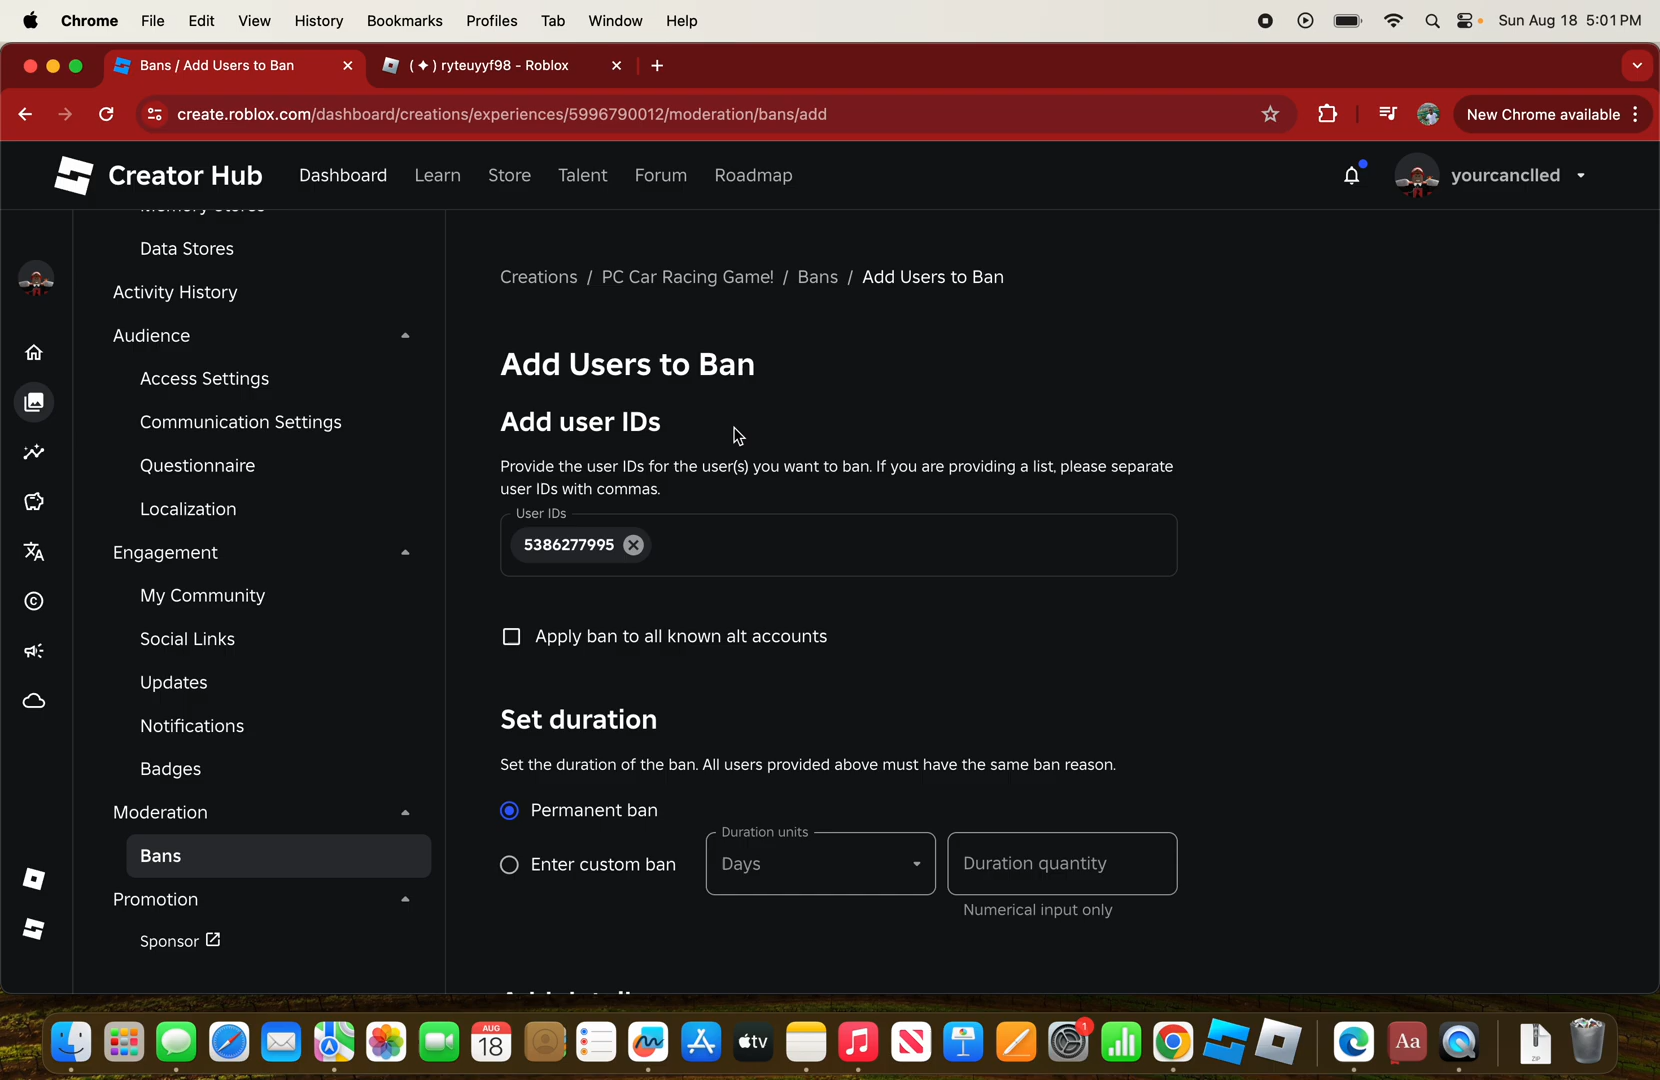 Chrome File Edit View History Bookmarks Profiles Tab Window Help Sun Aug 18 5:01 PM
Bans / Add Users to Ban (✦) ryteuyyf98 - Roblox
create.roblox.com/dashboard/creations/experiences/5996790012/moderation/bans/add New Chrome available
Creator Hub Dashboard Learn Store Talent Forum Roadmap yourcanclled
Memory Stores
Data Stores
Activity History
Audience
Access Settings
Communication Settings
Questionnaire
Localization
Engagement
My Community
Social Links
Updates
Notifications
Badges
Moderation
Bans
Promotion
Sponsor
Creations / PC Car Racing Game! / Bans / Add Users to Ban
Add Users to Ban
Add user IDs
Provide the user IDs for the user(s) you want to ban. If you are providing a list, please separate
user IDs with commas.
User IDs
5386277995
Apply ban to all known alt accounts
Set duration
Set the duration of the ban. All users provided above must have the same ban reason.
Permanent ban
Duration units
Enter custom ban Days Duration quantity
Numerical input only
AUG
18
tv
1
Aa
ZIP